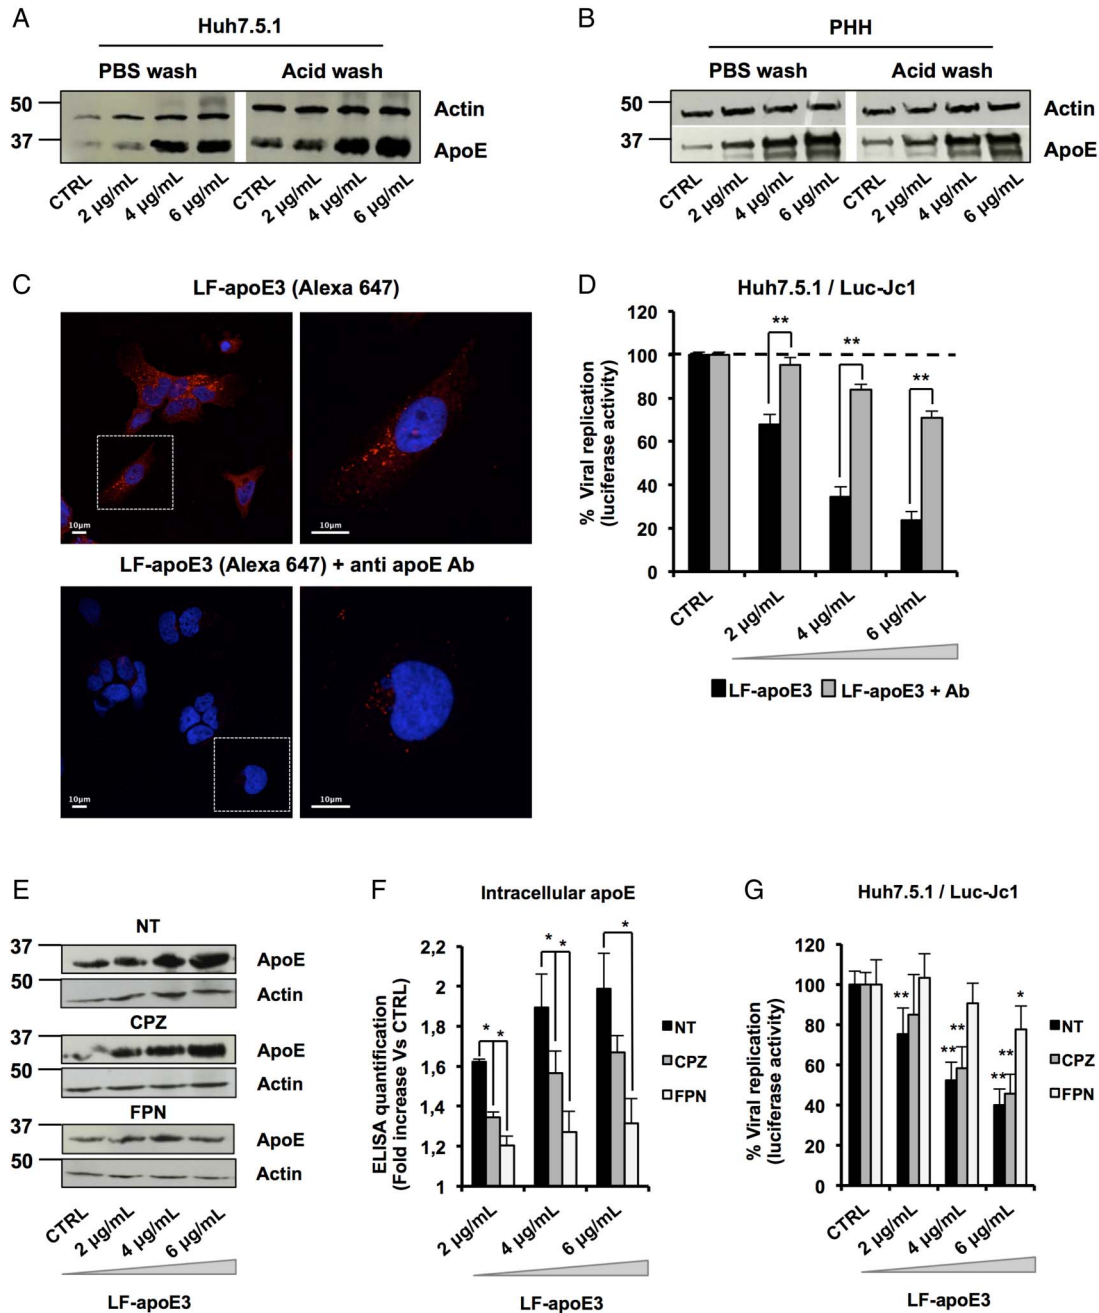 A
Huh7.5.1
PBS wash
Acid wash
50
37
Actin
ApoE
CTRL
2 µg/mL
4 µg/mL
6 µg/mL
CTRL
2 µg/mL
4 µg/mL
6 µg/mL
B
PHH
PBS wash
Acid wash
50
37
Actin
ApoE
CTRL
2 µg/mL
4 µg/mL
6 µg/mL
CTRL
2 µg/mL
4 µg/mL
6 µg/mL
C
LF-apoE3 (Alexa 647)
10µm
10µm
LF-apoE3 (Alexa 647) + anti apoE Ab
10µm
10µm
D
Huh7.5.1 / Luc-Jc1
% Viral replication
(luciferase activity)
120
100
80
60
40
20
0
**
**
**
CTRL
2 µg/mL
4 µg/mL
6 µg/mL
LF-apoE3
LF-apoE3 + Ab
E
NT
37
ApoE
50
Actin
CPZ
37
ApoE
50
Actin
FPN
37
ApoE
50
Actin
CTRL
2 µg/mL
4 µg/mL
6 µg/mL
LF-apoE3
F
Intracellular apoE
ELISA quantification
(Fold increase Vs CTRL)
2,2
2
1,8
1,6
1,4
1,2
1
* *
* *
*
NT
CPZ
FPN
2 µg/mL
4 µg/mL
6 µg/mL
LF-apoE3
G
Huh7.5.1 / Luc-Jc1
% Viral replication
(luciferase activity)
120
100
80
60
40
20
0
**
**
**
**
**
*
NT
CPZ
FPN
CTRL
2 µg/mL
4 µg/mL
6 µg/mL
LF-apoE3